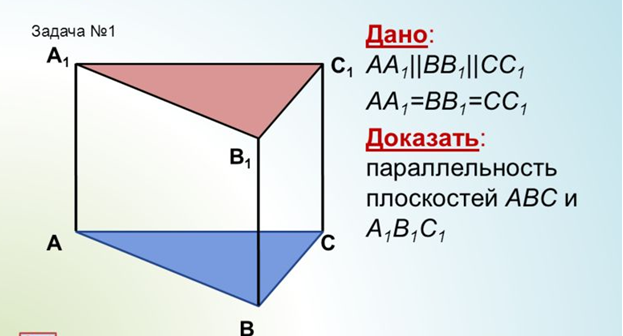 Задача №1
A₁
C₁
B₁
A
C
B
Дано:
AA₁||BB₁||CC₁
AA₁=BB₁=CC₁
Доказать:
параллельность
плоскостей ABC и
A₁B₁C₁